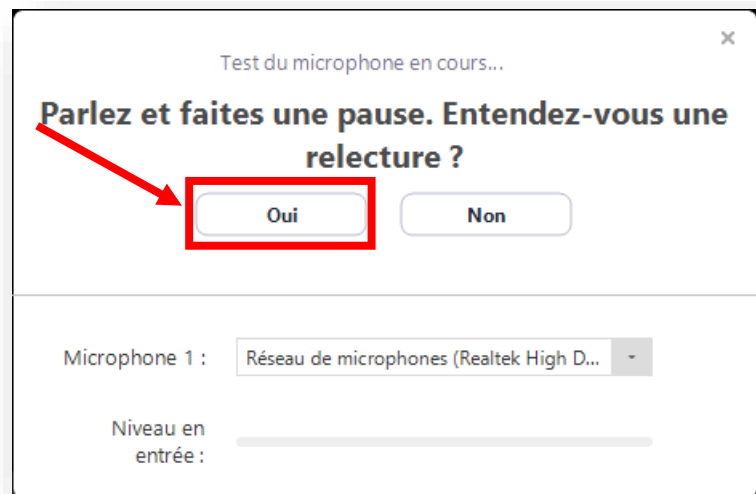 Test du microphone en cours...
Parlez et faites une pause. Entendez-vous une
relecture ?
Oui
Non
Microphone 1 :
Réseau de microphones (Realtek High D...
Niveau en
entrée :